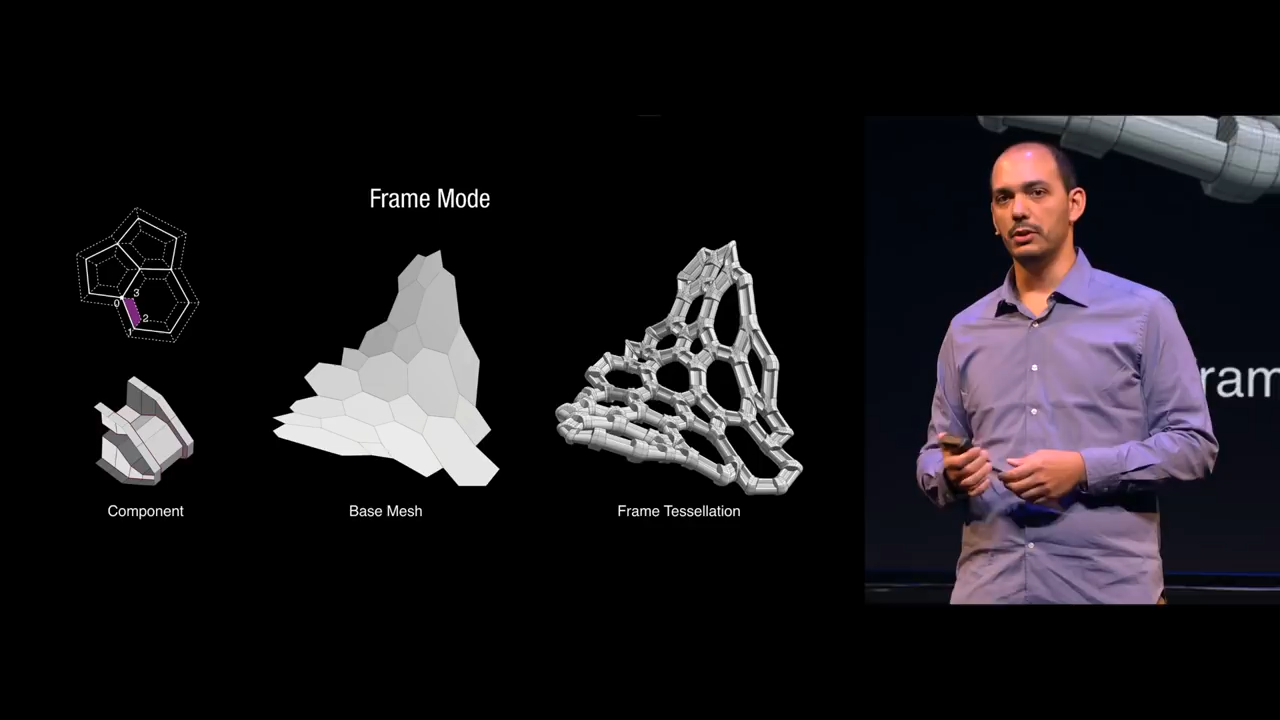 Frame Mode
0
1
2
3
Component
Base Mesh
Frame Tessellation
ram